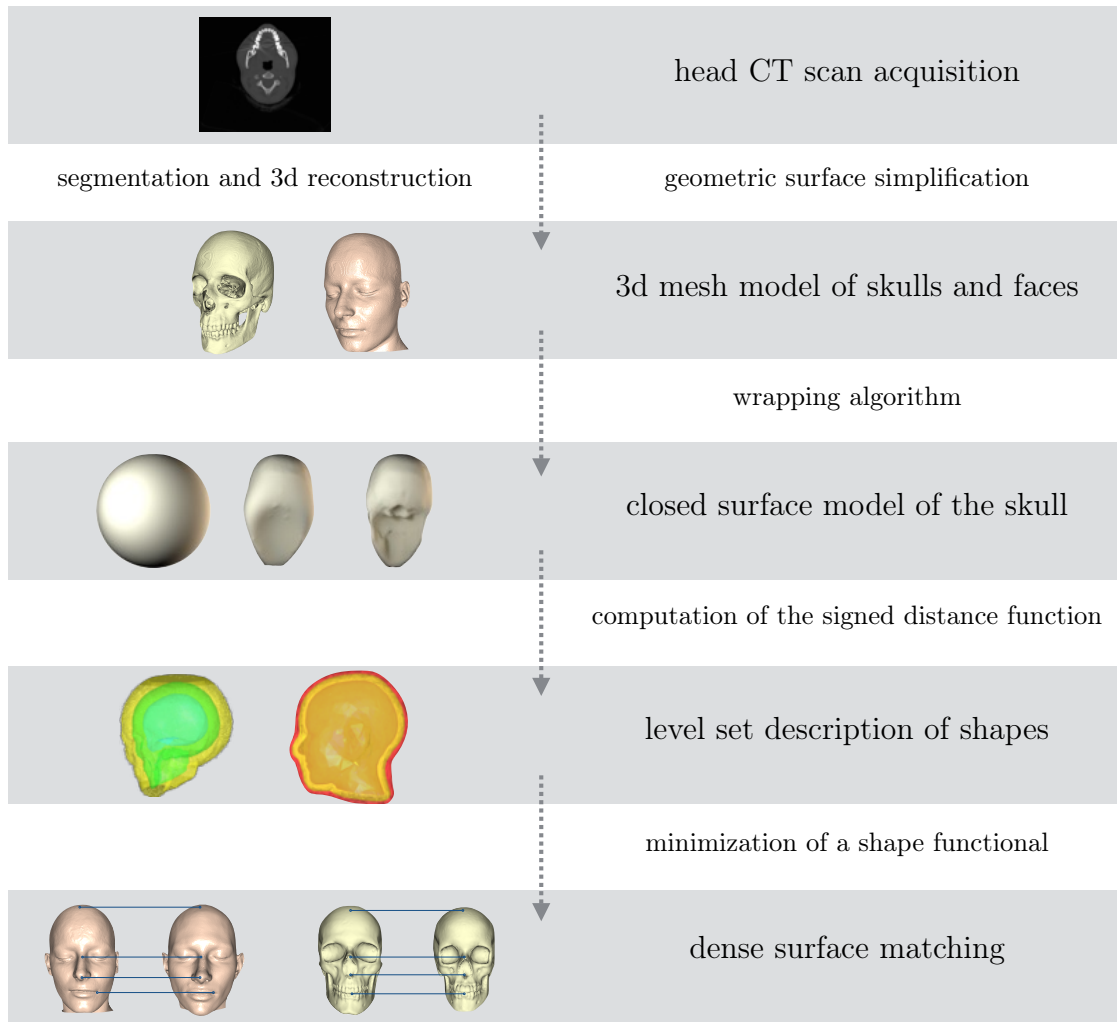 head CT scan acquisition
segmentation and 3d reconstruction
geometric surface simplification
3d mesh model of skulls and faces
wrapping algorithm
closed surface model of the skull
computation of the signed distance function
level set description of shapes
minimization of a shape functional
dense surface matching